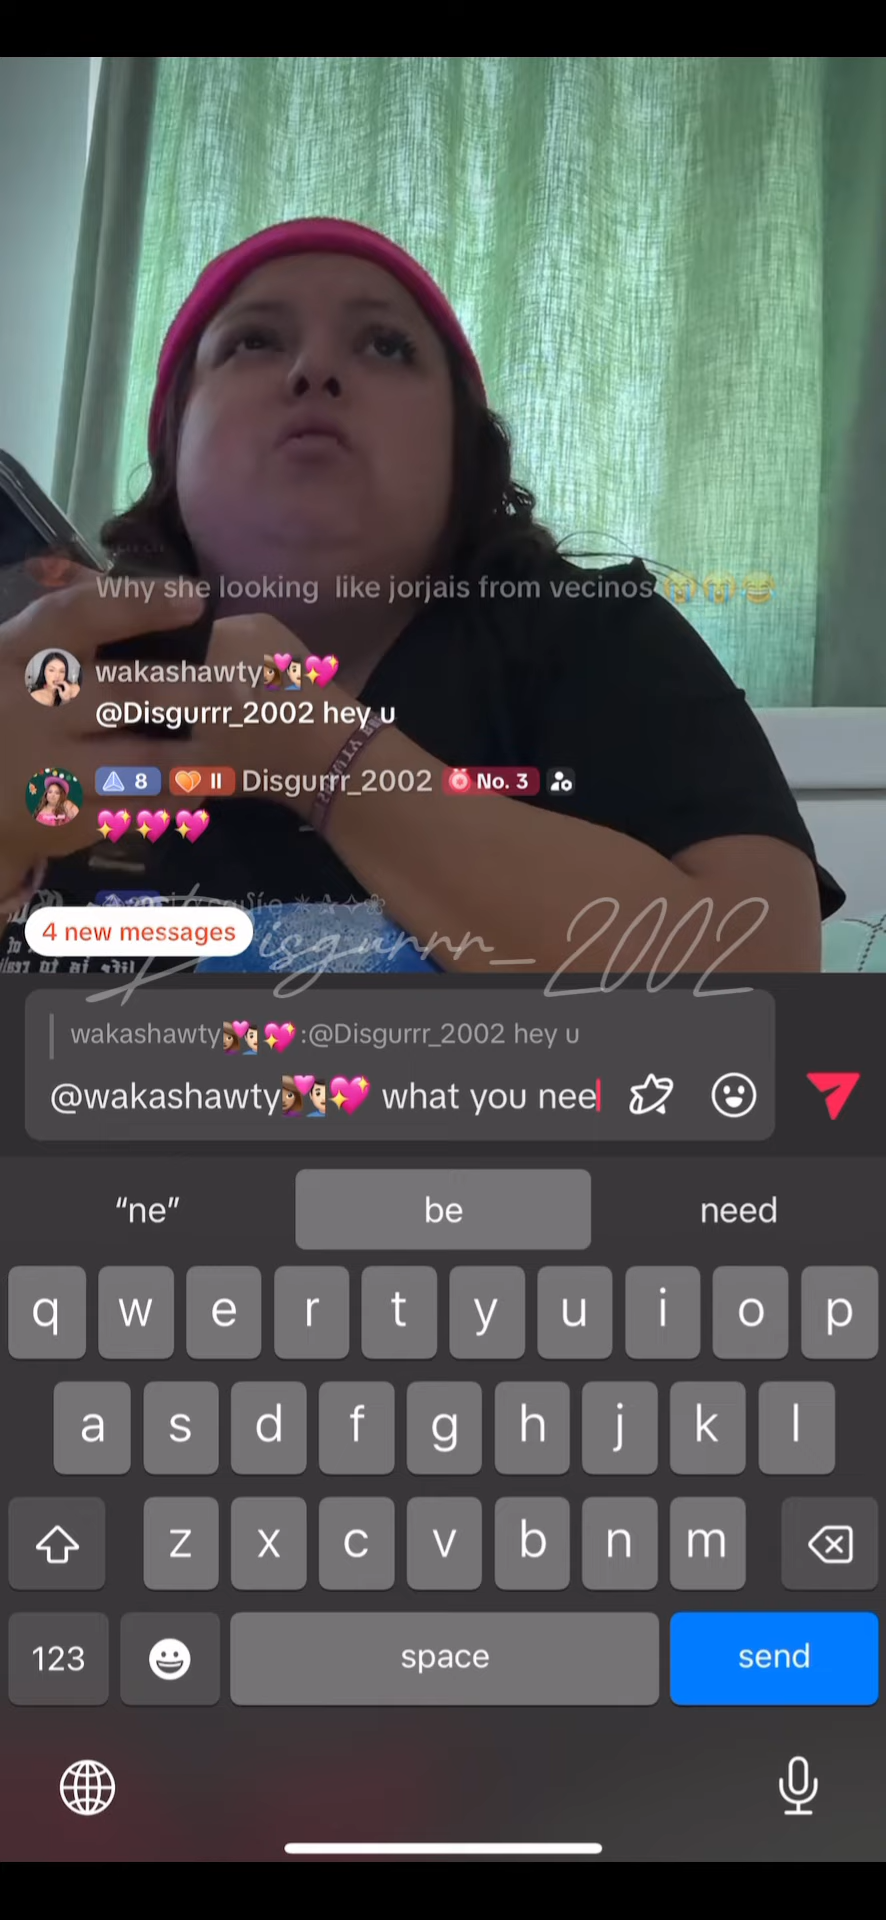 Why she looking like jorjais from vecinos😭😭😂
wakashawty👩🏽‍❤️‍👨🏻💖
@Disgurrr_2002 hey u
8 II Disgurrr_2002 No. 3
💖💖💖
4 new messages
Disgurrr_2002
wakashawty👩🏽‍❤️‍👨🏻💖:@Disgurrr_2002 hey u
@wakashawty👩🏽‍❤️‍👨🏻💖 what you nee
“ne” be need
q w e r t y u i o p
a s d f g h j k l
z x c v b n m
123 space send